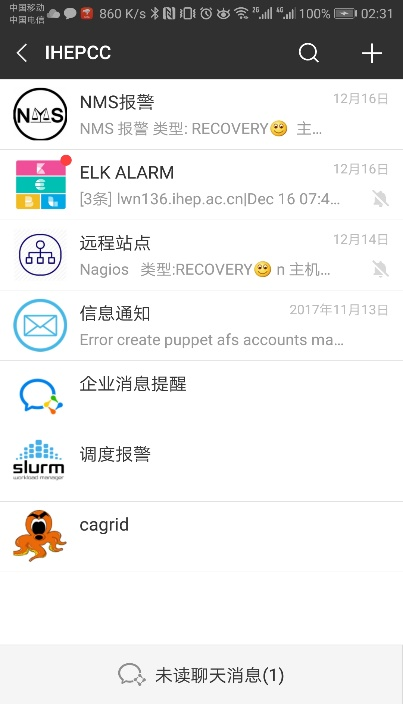 中国移动
中国电信
860 K/s
2G
4G
100%
02:31
IHEPCC
NMS
NMS报警
12月16日
NMS 报警 类型: RECOVERY😊 主...
ELK ALARM
12月16日
[3条] lwn136.ihep.ac.cn|Dec 16 07:4...
远程站点
12月14日
Nagios 类型:RECOVERY😊 n 主机...
信息通知
2017年11月13日
Error create puppet afs accounts ma...
企业消息提醒
slurm
workload manager
调度报警
cagrid
未读聊天消息(1)